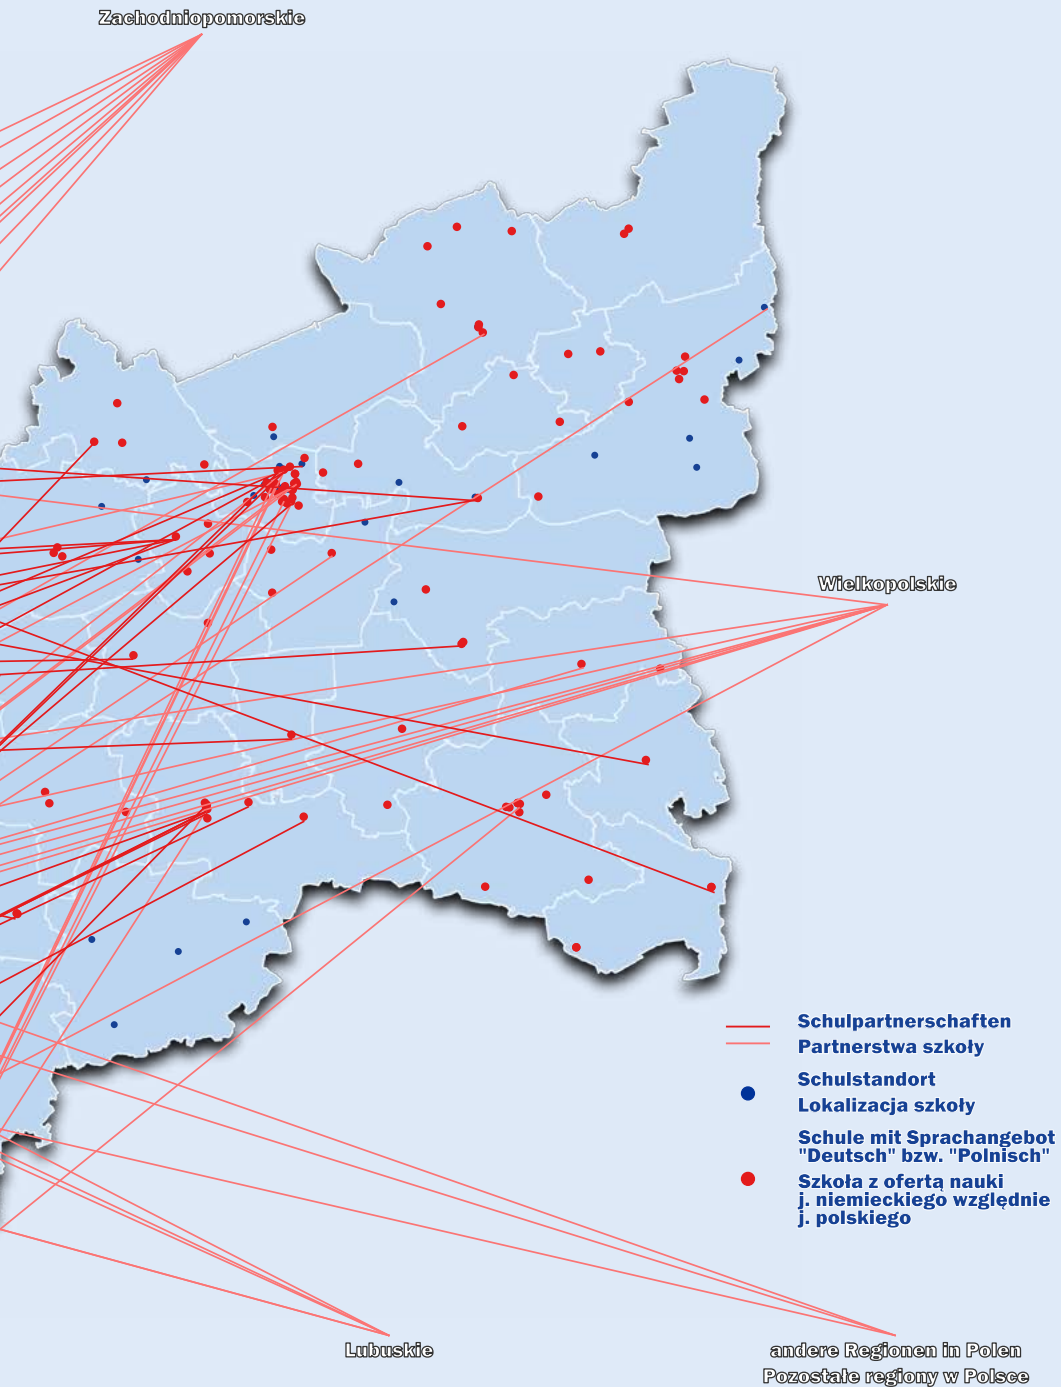 Zachodniopomorskie
Wielkopolskie
Schulpartnerschaften
Partnerstwa szkoły
Schulstandort
Lokalizacja szkoły
Schule mit Sprachangebot
"Deutsch" bzw. "Polnisch"
Szkoła z ofertą nauki
j. niemieckiego względnie
j. polskiego
Lubuskie
andere Regionen in Polen
Pozostałe regiony w Polsce